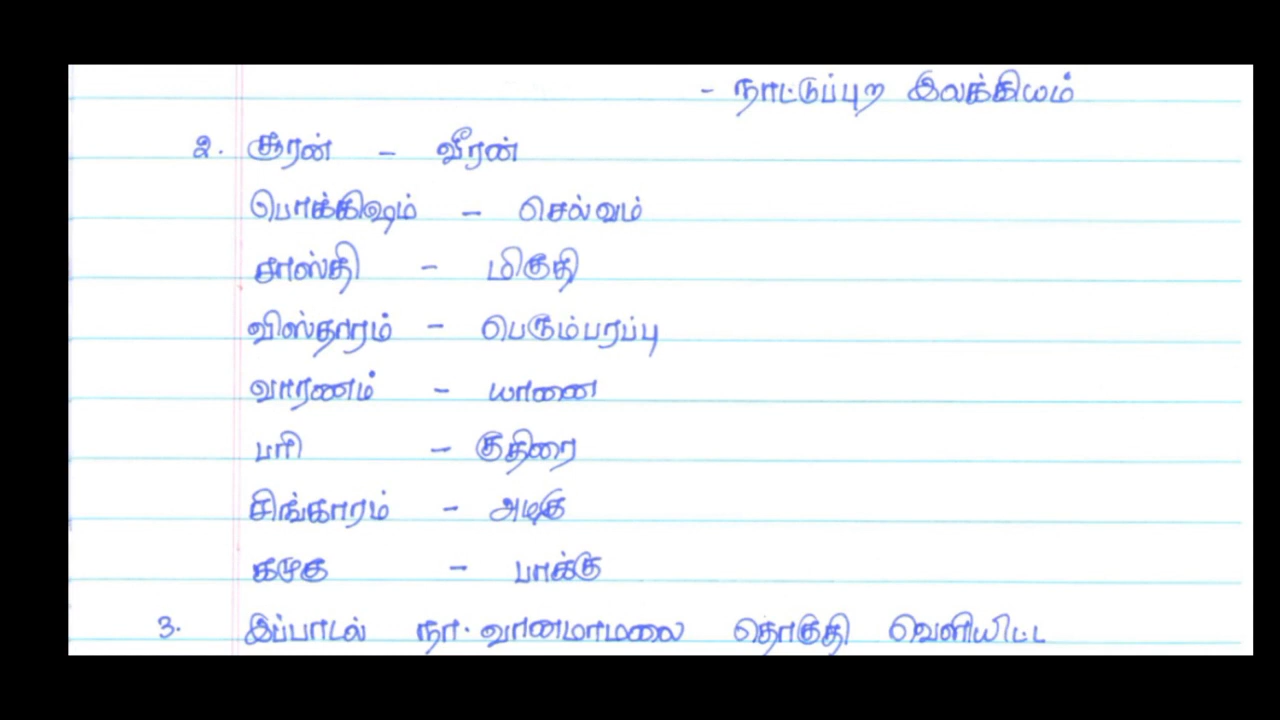 - நாட்டுப்புற இலக்கியம்
2. சூரன் - வீரன்
பொக்கிஷம் - செல்வம்
சாஸ்தி - மிகுதி
விஸ்தாரம் - பெரும்பரப்பு
வாரணம் - யானை
பரி - குதிரை
சிங்காரம் - அழகு
கமுகு - பாக்கு
3. இப்பாடல் நா. வானமாமலை தொகுதி வெளியிட்ட